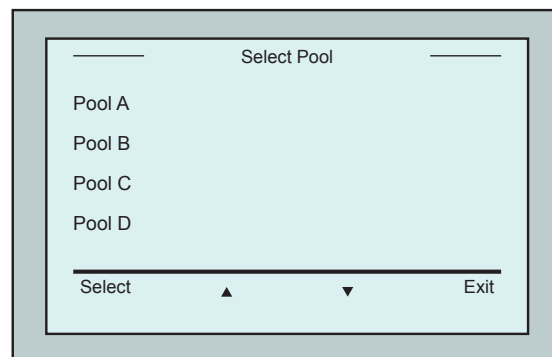 Select Pool
Pool A
Pool B
Pool C
Pool D
Select ▲ ▼ Exit